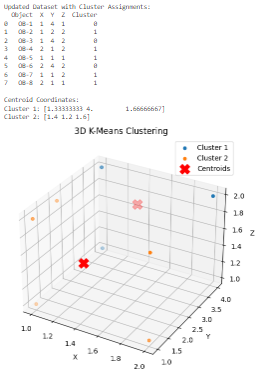 Updated Dataset with Cluster Assignments:
Object X Y Z Cluster
0 OB-1 1 4 1 0
1 OB-2 1 2 2 1
2 OB-3 1 4 2 0
3 OB-4 2 1 2 1
4 OB-5 1 1 1 1
5 OB-6 2 4 2 0
6 OB-7 1 1 2 1
7 OB-8 2 1 1 1
Centroid Coordinates:
Cluster 1: [1.33333333 4. 1.66666667]
Cluster 2: [1.4 1.2 1.6]
3D K-Means Clustering
Cluster 1
Cluster 2
Centroids
2.0
1.8
1.6
1.4
1.2
1.0
Z
4.0
3.5
3.0
2.5
2.0
1.5
1.0
Y
1.0
1.2
1.4
1.6
1.8
2.0
X